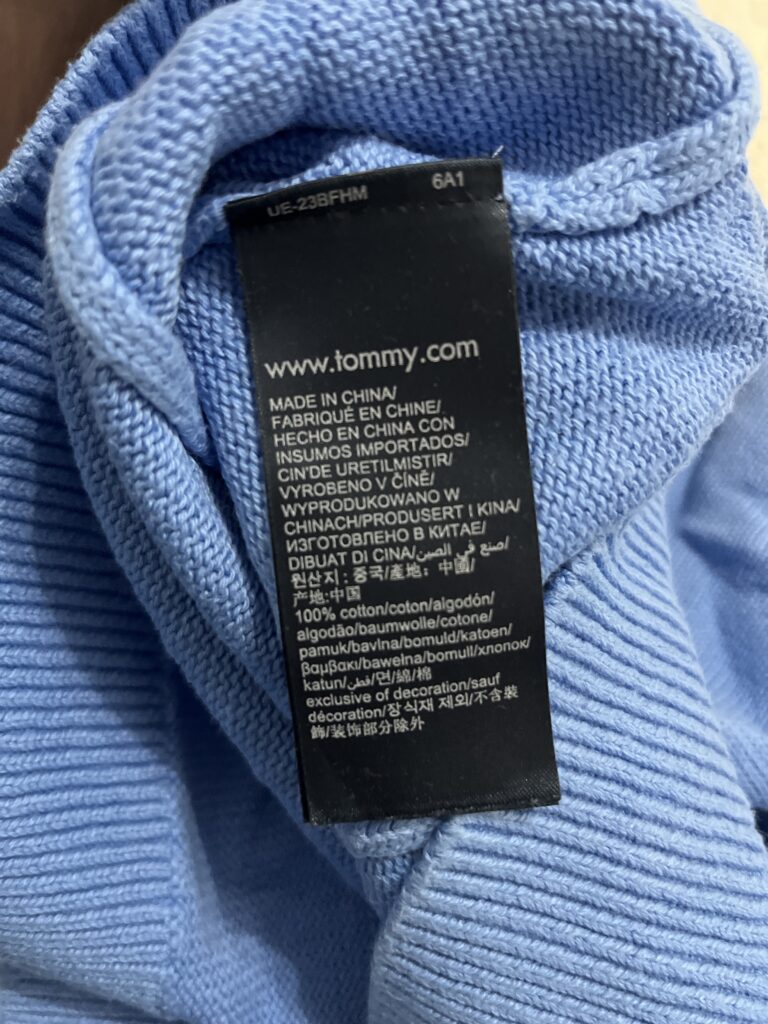 UE-23BFHM 6A1
www.tommy.com
MADE IN CHINA/
FABRIQUÉ EN CHINE/
HECHO EN CHINA CON
INSUMOS IMPORTADOS/
CIN'DE URETILMISTIR/
VYROBENO V ČÍNĚ/
WYPRODUKOWANO W
CHINACH/PRODUSERT I KINA/
ИЗГОТОВЛЕНО В КИТАЕ/
DIBUAT DI CINA/صنع في الصين/
원산지 : 중국/產地：中國/
产地:中国
100% cotton/coton/algodón/
algodão/baumwolle/cotone/
pamuk/bavlna/bomuld/katoen/
βαμβακι/bawełna/bomull/хлопок/
katun/قطن/면/綿/棉
exclusive of decoration/sauf
décoration/장식재 제외/不含裝
飾/装饰部分除外